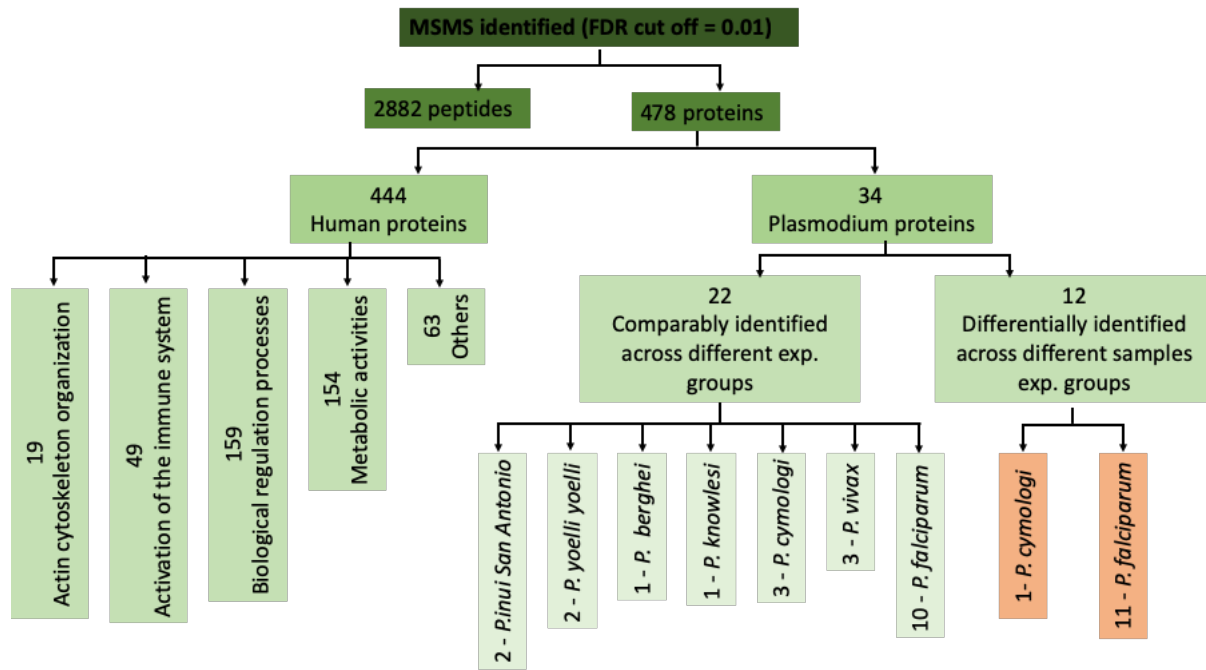 MSMS identified (FDR cut off = 0.01)
2882 peptides
478 proteins
444
Human proteins
34
Plasmodium proteins
19
Actin cytoskeleton organization
49
Activation of the immune system
159
Biological regulation processes
154
Metabolic activities
63
Others
22
Comparably identified
across different exp.
groups
12
Differentially identified
across different samples
exp. groups
2 - P.inui San Antonio
2 - P. yoelli yoelli
1 - P. berghei
1 - P. knowlesi
3 - P. cymologi
3 - P. vivax
10 - P. falciparum
1- P. cymologi
11 - P. falciparum